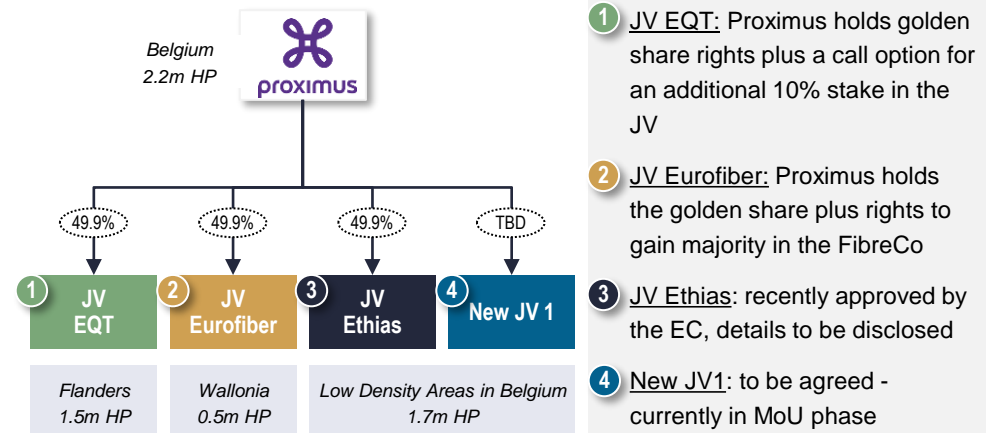 Belgium
2.2m HP
proximus
49.9%
49.9%
49.9%
TBD
1
JV
EQT
2
JV
Eurofiber
3
JV
Ethias
4
New JV 1
Flanders
1.5m HP
Wallonia
0.5m HP
Low Density Areas in Belgium
1.7m HP
1
JV EQT: Proximus holds golden
share rights plus a call option for
an additional 10% stake in the
JV
2
JV Eurofiber: Proximus holds
the golden share plus rights to
gain majority in the FibreCo
3
JV Ethias: recently approved by
the EC, details to be disclosed
4
New JV1: to be agreed -
currently in MoU phase